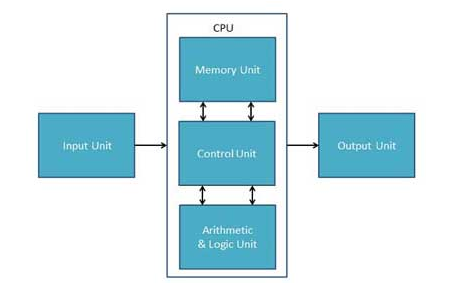 CPU
Memory Unit
Input Unit
Control Unit
Output Unit
Arithmetic
& Logic Unit